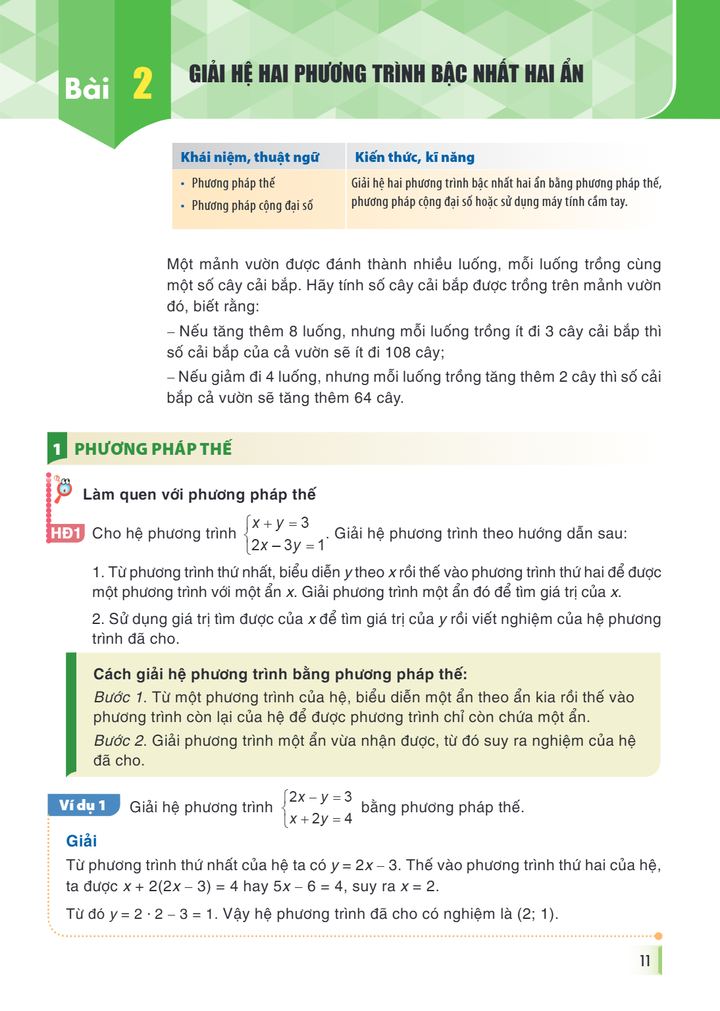 Bài 2
GIẢI HỆ HAI PHƯƠNG TRÌNH BẬC NHẤT HAI ẨN
Khái niệm, thuật ngữ
• Phương pháp thế
• Phương pháp cộng đại số
Kiến thức, kĩ năng
Giải hệ hai phương trình bậc nhất hai ẩn bằng phương pháp thế,
phương pháp cộng đại số hoặc sử dụng máy tính cầm tay.
Một mảnh vườn được đánh thành nhiều luống, mỗi luống trồng cùng
một số cây cải bắp. Hãy tính số cây cải bắp được trồng trên mảnh vườn
đó, biết rằng:
– Nếu tăng thêm 8 luống, nhưng mỗi luống trồng ít đi 3 cây cải bắp thì
số cải bắp của cả vườn sẽ ít đi 108 cây;
– Nếu giảm đi 4 luống, nhưng mỗi luống trồng tăng thêm 2 cây thì số cải
bắp cả vườn sẽ tăng thêm 64 cây.
1 PHƯƠNG PHÁP THẾ
Làm quen với phương pháp thế
HĐ1 Cho hệ phương trình {x + y = 3
2x – 3y = 1. Giải hệ phương trình theo hướng dẫn sau:
1. Từ phương trình thứ nhất, biểu diễn y theo x rồi thế vào phương trình thứ hai để được
một phương trình với một ẩn x. Giải phương trình một ẩn đó để tìm giá trị của x.
2. Sử dụng giá trị tìm được của x để tìm giá trị của y rồi viết nghiệm của hệ phương
trình đã cho.
Cách giải hệ phương trình bằng phương pháp thế:
Bước 1. Từ một phương trình của hệ, biểu diễn một ẩn theo ẩn kia rồi thế vào
phương trình còn lại của hệ để được phương trình chỉ còn chứa một ẩn.
Bước 2. Giải phương trình một ẩn vừa nhận được, từ đó suy ra nghiệm của hệ
đã cho.
Ví dụ 1 Giải hệ phương trình {2x – y = 3
x + 2y = 4 bằng phương pháp thế.
Giải
Từ phương trình thứ nhất của hệ ta có y = 2x – 3. Thế vào phương trình thứ hai của hệ,
ta được x + 2(2x – 3) = 4 hay 5x – 6 = 4, suy ra x = 2.
Từ đó y = 2 · 2 – 3 = 1. Vậy hệ phương trình đã cho có nghiệm là (2; 1).
11